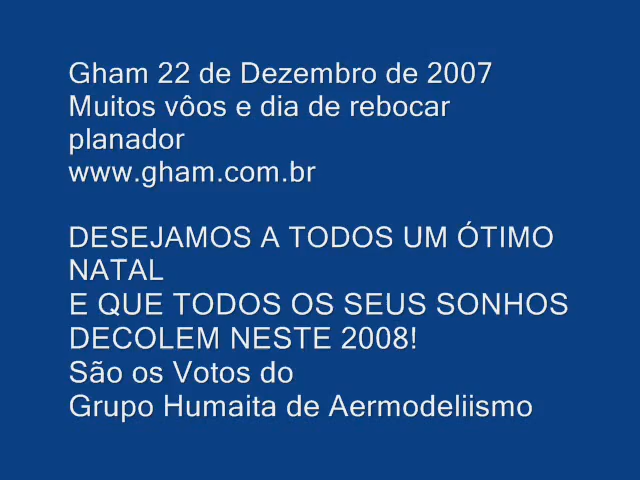 Gham 22 de Dezembro de 2007
Muitos vôos e dia de rebocar
planador
www.gham.com.br
DESEJAMOS A TODOS UM ÓTIMO
NATAL
E QUE TODOS OS SEUS SONHOS
DECOLEM NESTE 2008!
São os Votos do
Grupo Humaita de Aermodeliismo